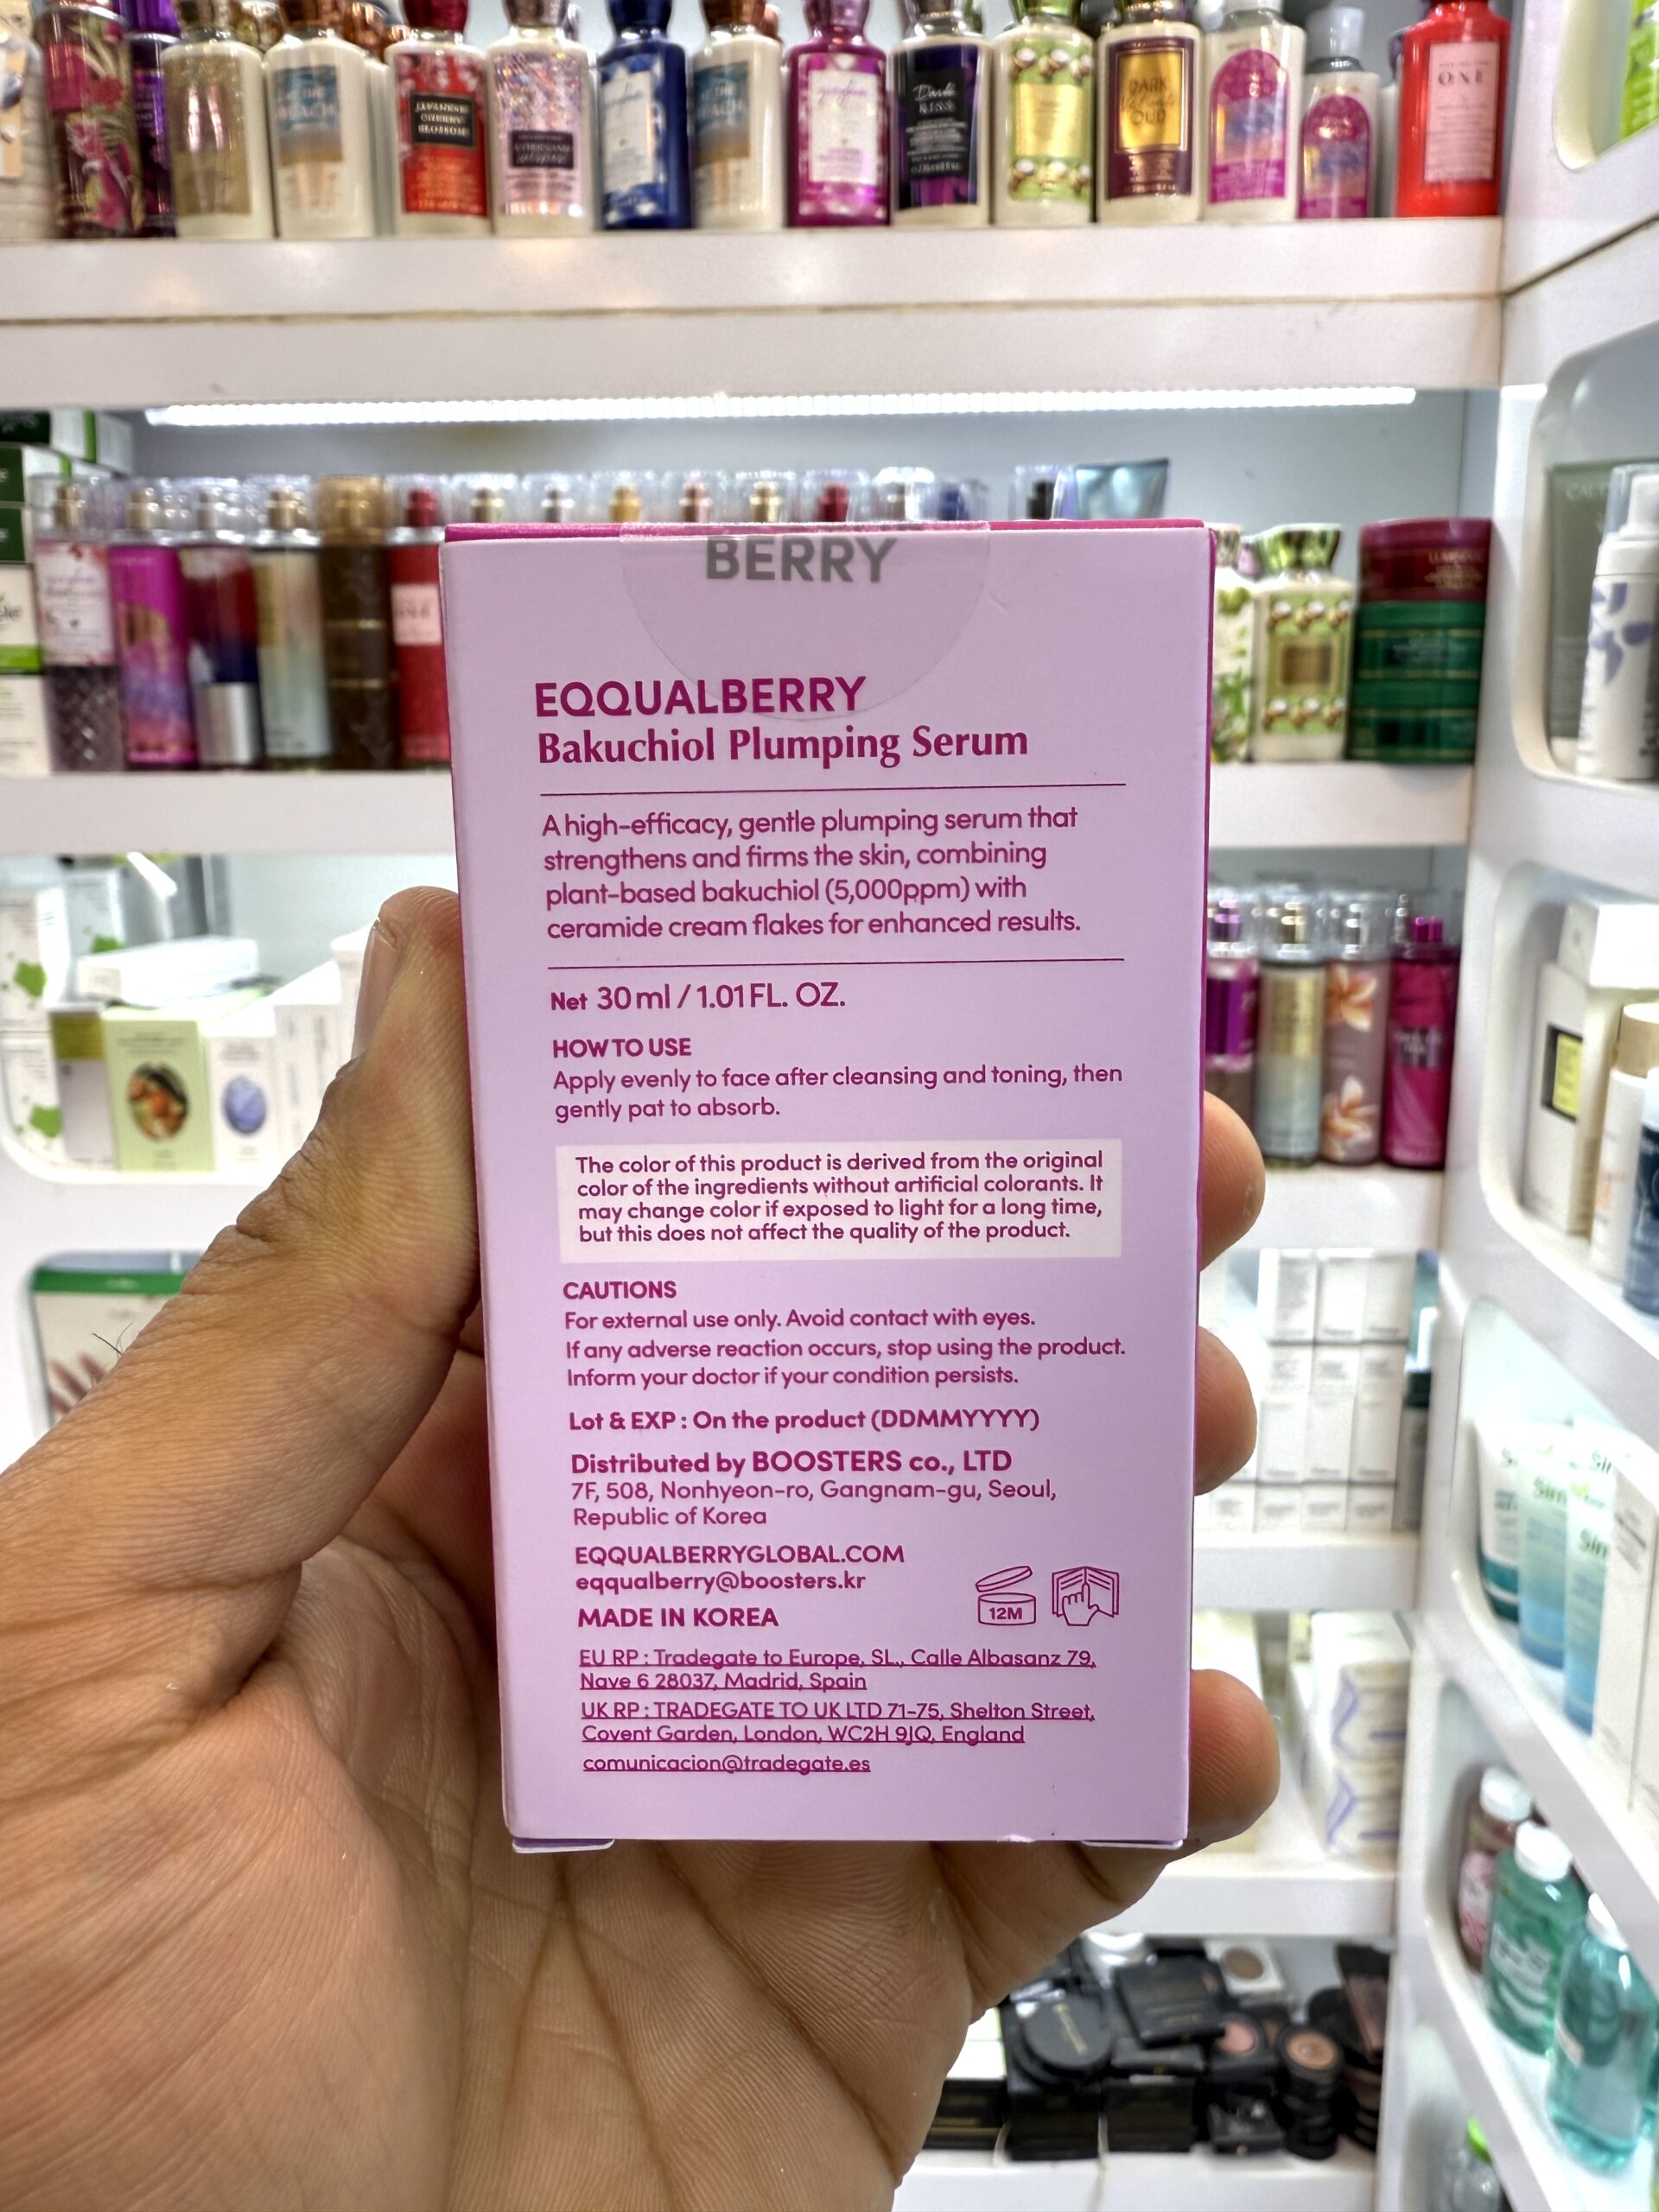 JAPANESE
CHERRY
BLOSSOM
Dark
KISS
DARK
OUD
ONE
BERRY
EQQUALBERRY
Bakuchiol Plumping Serum
A high-efficacy, gentle plumping serum that
strengthens and firms the skin, combining
plant-based bakuchiol (5,000ppm) with
ceramide cream flakes for enhanced results.
Net 30 ml / 1.01 FL. OZ.
HOW TO USE
Apply evenly to face after cleansing and toning, then
gently pat to absorb.
The color of this product is derived from the original
color of the ingredients without artificial colorants. It
may change color if exposed to light for a long time,
but this does not affect the quality of the product.
CAUTIONS
For external use only. Avoid contact with eyes.
If any adverse reaction occurs, stop using the product.
Inform your doctor if your condition persists.
Lot & EXP : On the product (DDMMYYYY)
Distributed by BOOSTERS co., LTD
7F, 508, Nonhyeon-ro, Gangnam-gu, Seoul,
Republic of Korea
EQQUALBERRYGLOBAL.COM
eqqualberry@boosters.kr
MADE IN KOREA
12M
EU RP : Tradegate to Europe, SL., Calle Albasanz 79,
Nave 6 28037, Madrid, Spain
UK RP : TRADEGATE TO UK LTD 71-75, Shelton Street,
Covent Garden, London, WC2H 9JQ, England
comunicacion@tradegate.es